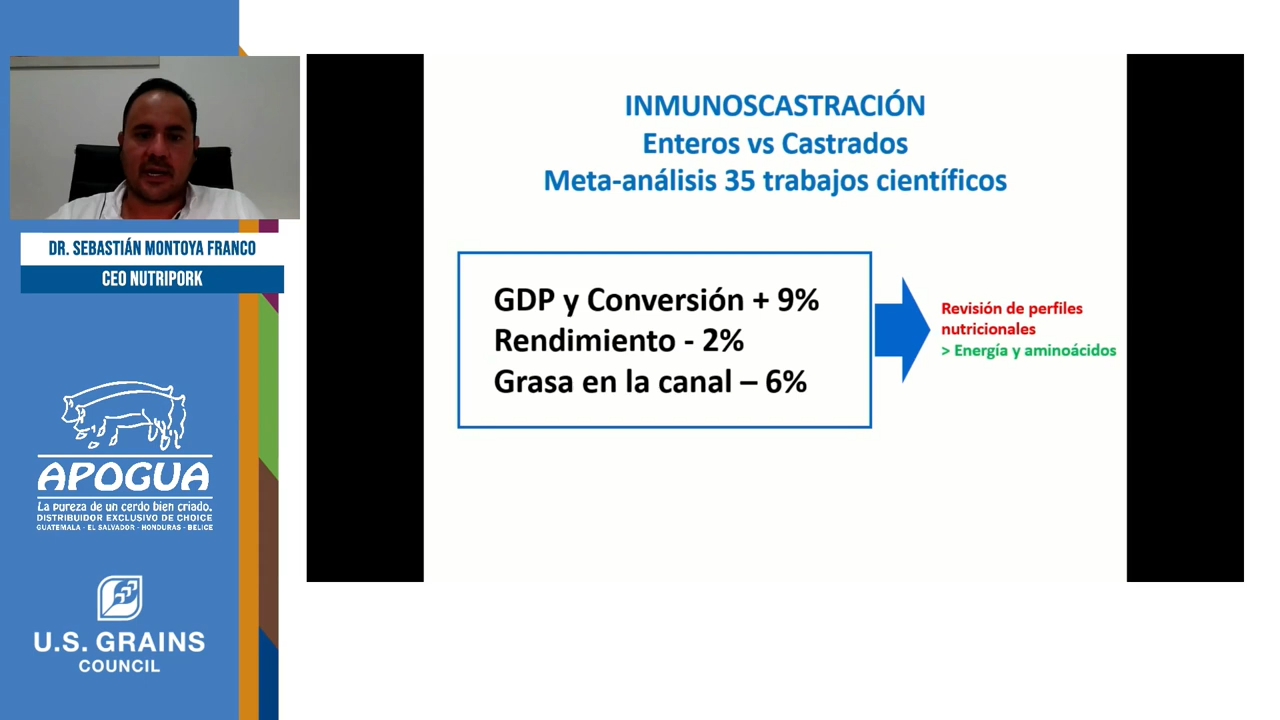 INMUNOSCASTRACIÓN
Enteros vs Castrados
Meta-análisis 35 trabajos científicos
GDP y Conversión + 9%
Rendimiento - 2%
Grasa en la canal – 6%
Revisión de perfiles
nutricionales
> Energía y aminoácidos
DR. SEBASTIÁN MONTOYA FRANCO
CEO NUTRIPORK
APOGUA
La pureza de un cerdo bien criado.
DISTRIBUIDOR EXCLUSIVO DE CHOICE
GUATEMALA - EL SALVADOR - HONDURAS - BELICE
U.S. GRAINS
COUNCIL